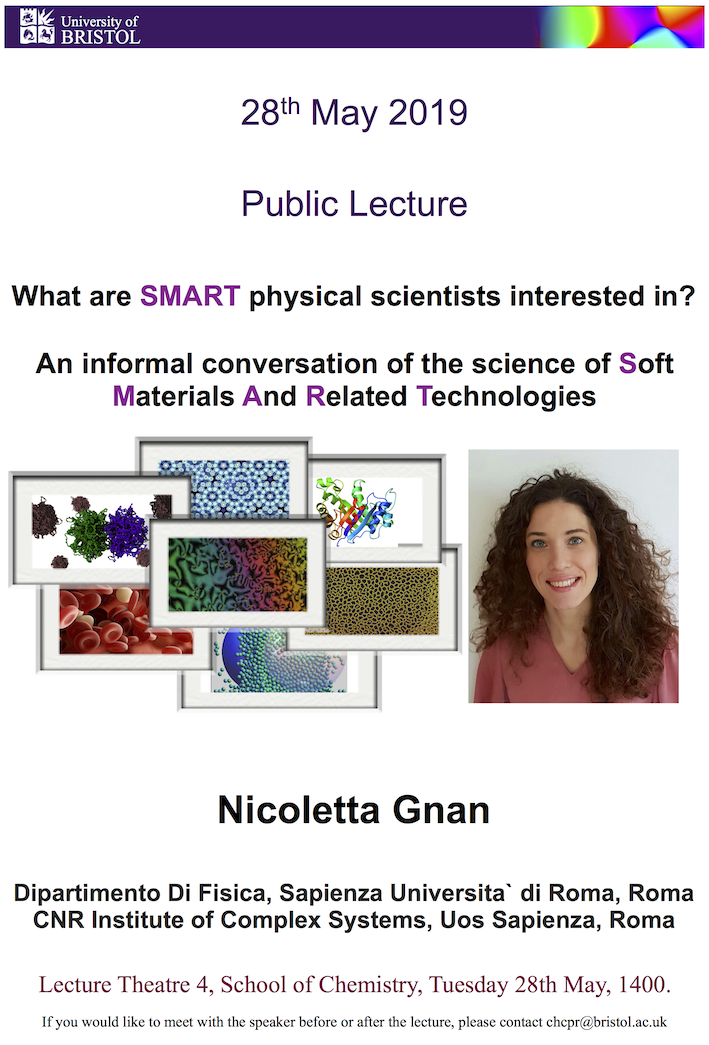 University of
BRISTOL
28th May 2019
Public Lecture
What are SMART physical scientists interested in?
An informal conversation of the science of Soft
Materials And Related Technologies
Nicoletta Gnan
Dipartimento Di Fisica, Sapienza Universita` di Roma, Roma
CNR Institute of Complex Systems, Uos Sapienza, Roma
Lecture Theatre 4, School of Chemistry, Tuesday 28th May, 1400.
If you would like to meet with the speaker before or after the lecture, please contact chcpr@bristol.ac.uk